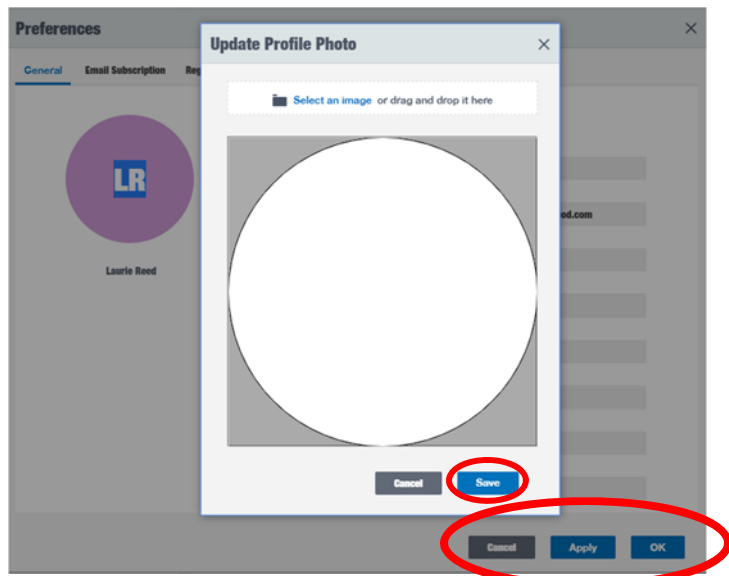 Preferences
Update Profile Photo
General Email Subscription Reg
Select an image or drag and drop it here
LR
od.com
Laurie Reed
Cancel Save
Cancel Apply OK